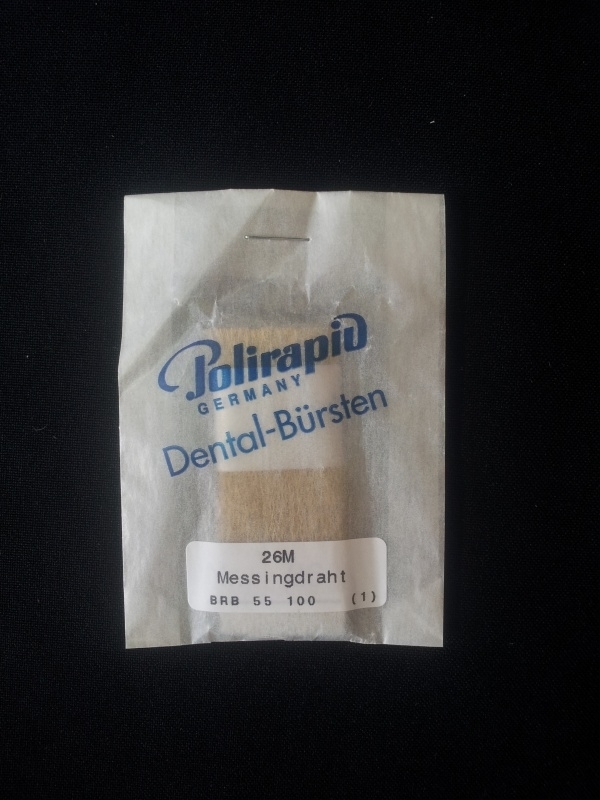 Polirapid
GERMANY
Dental-Bürsten
26M
Messingdraht
BRB 55 100 (1)